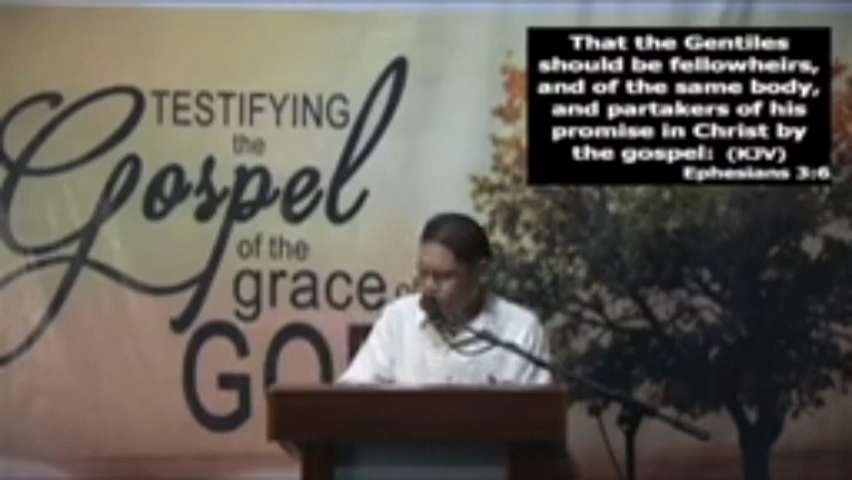 That the Gentiles
should be fellowheirs,
and of the same body,
and partakers of his
promise in Christ by
the gospel: (KJV)
Ephesians 3:6
TESTIFYING
the
Gospel
of the
grace
GO